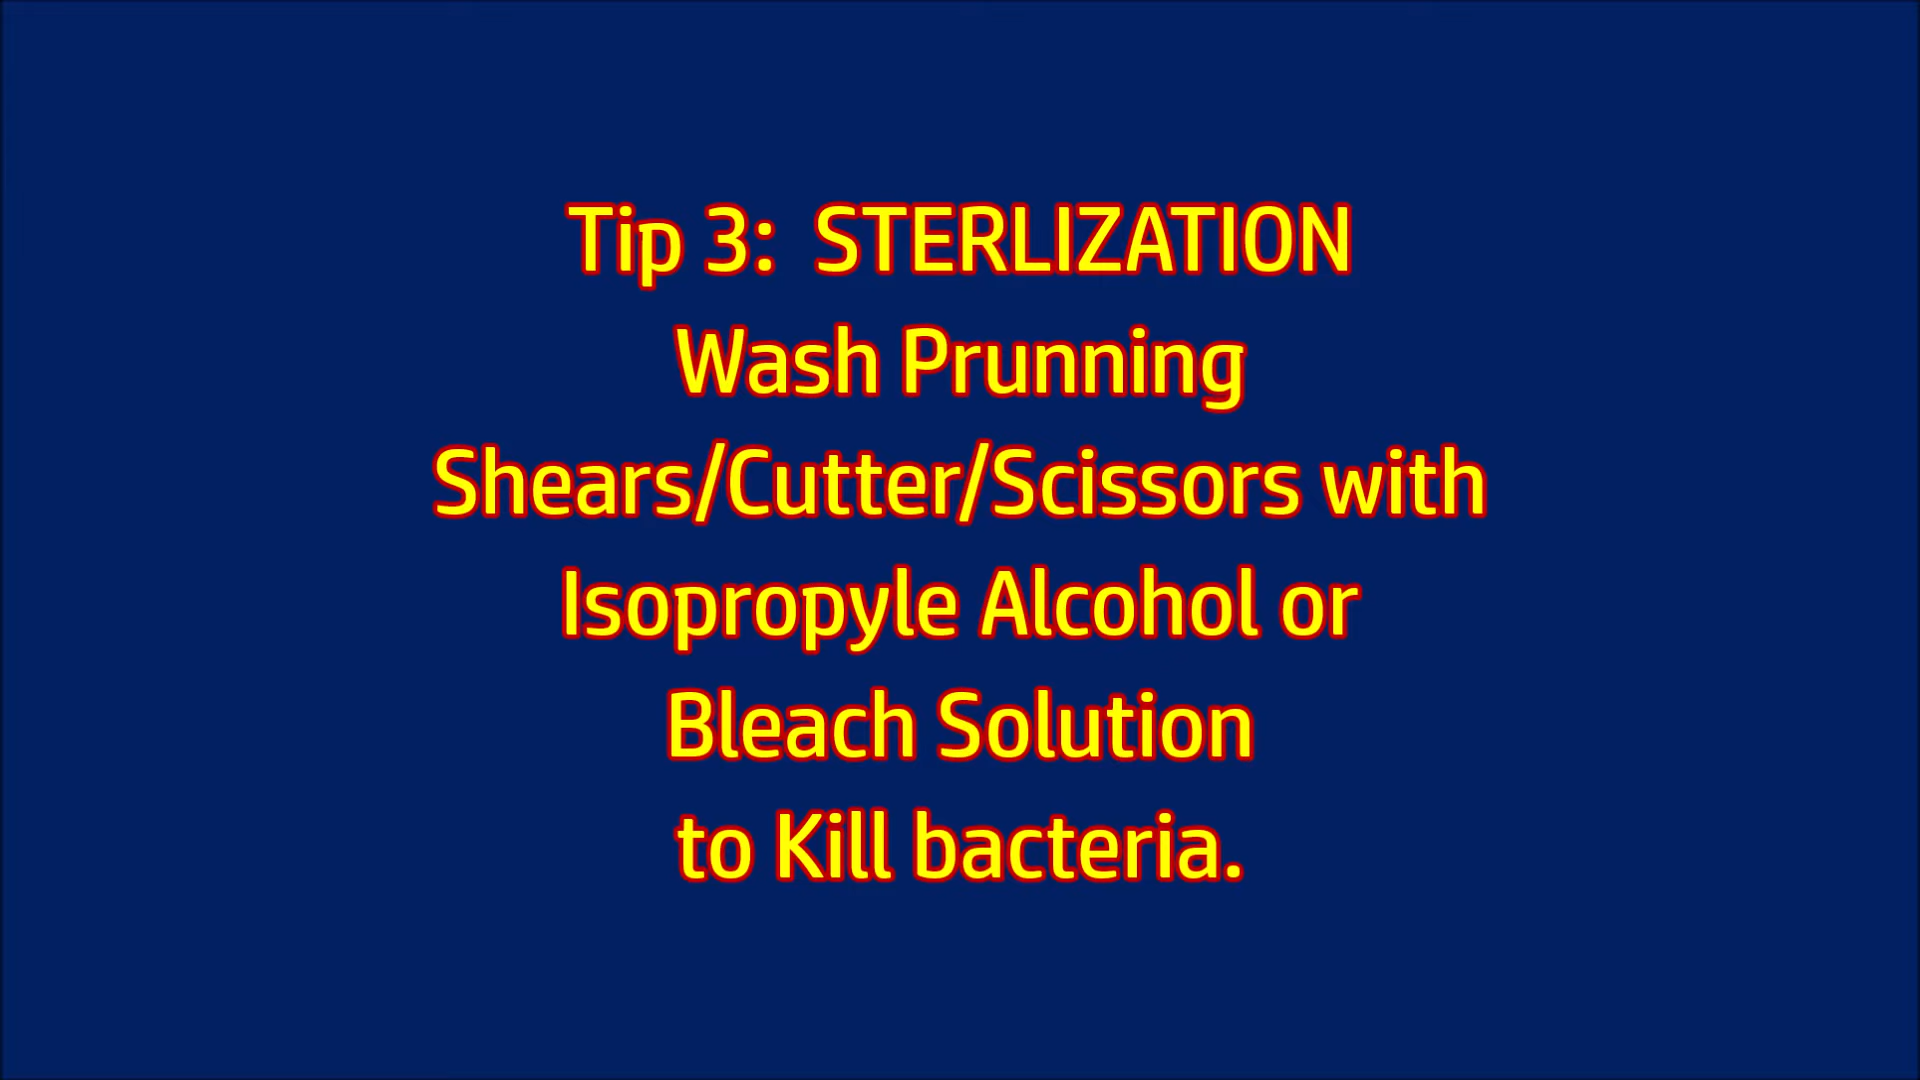 Tip 3:  STERLIZATION
Wash Prunning
Shears/Cutter/Scissors with
Isopropyle Alcohol or
Bleach Solution
to Kill bacteria.